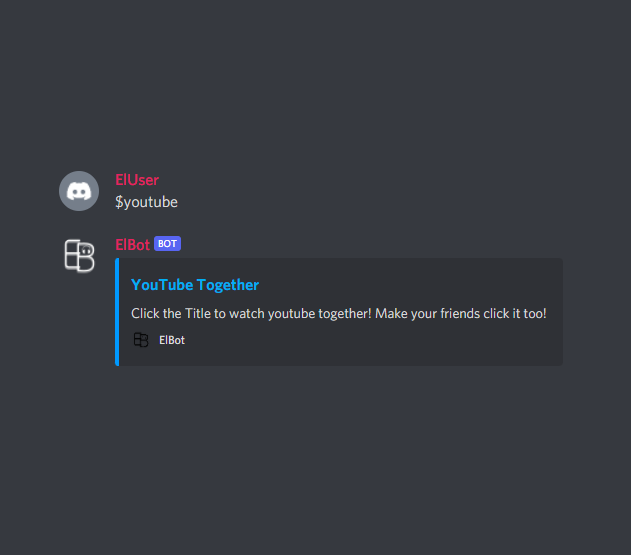 ElUser
$youtube
ElBot BOT
YouTube Together
Click the Title to watch youtube together! Make your friends click it too!
ElBot